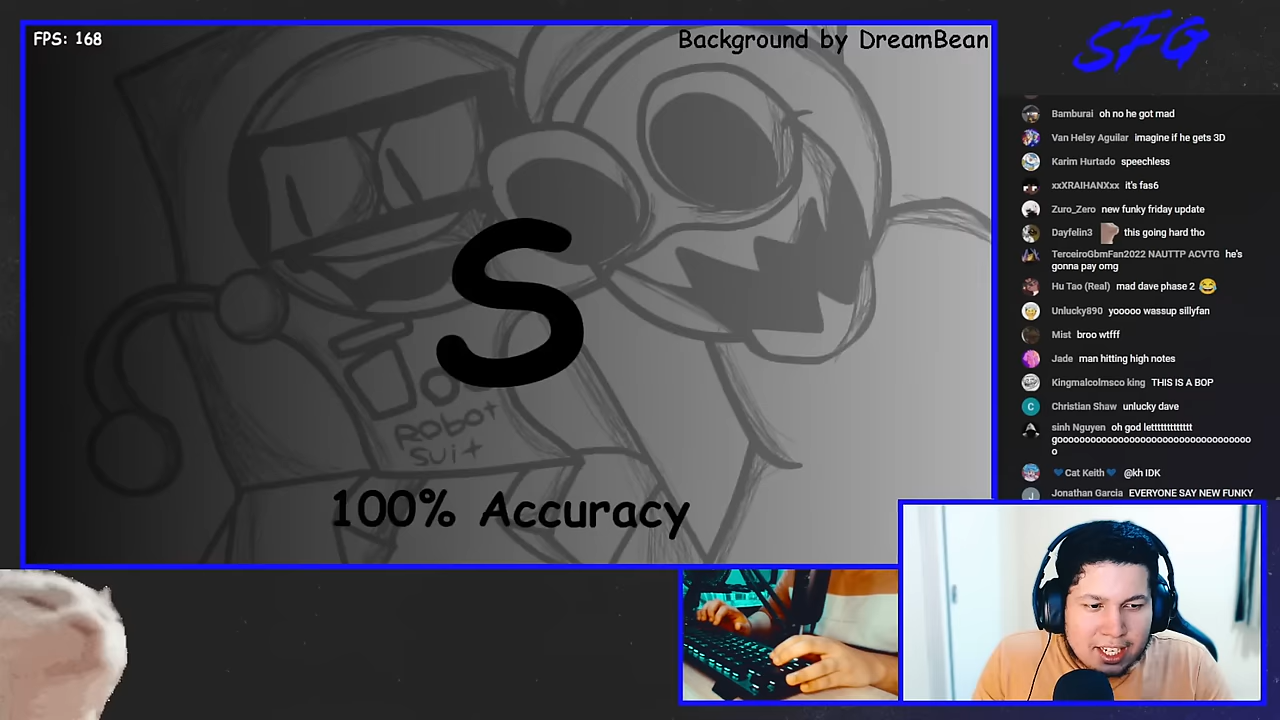 FPS: 168
Background by DreamBean
SFG
Bamburai oh no he got mad
Van Helsy Aguilar imagine if he gets 3D
Karim Hurtado speechless
xxXRAIHANXxx it's fas6
Zuro_Zero new funky friday update
Dayfelin3 this going hard tho
TerceiroGbmFan2022 NAUTTP ACVTG he's
gonna pay omg
Hu Tao (Real) mad dave phase 2 😂
Unlucky890 yooooo wassup sillyfan
Mist broo wtfff
Jade man hitting high notes
Kingmalcolmsco king THIS IS A BOP
C
Christian Shaw unlucky dave
sinh Nguyen oh god lettttttttttttt
gooooooooooooooooooooooooooooooooooo
o
💙Cat Keith💙 @kh IDK
J
Jonathan Garcia EVERYONE SAY NEW FUNKY
S
Robot
Suit
100% Accuracy